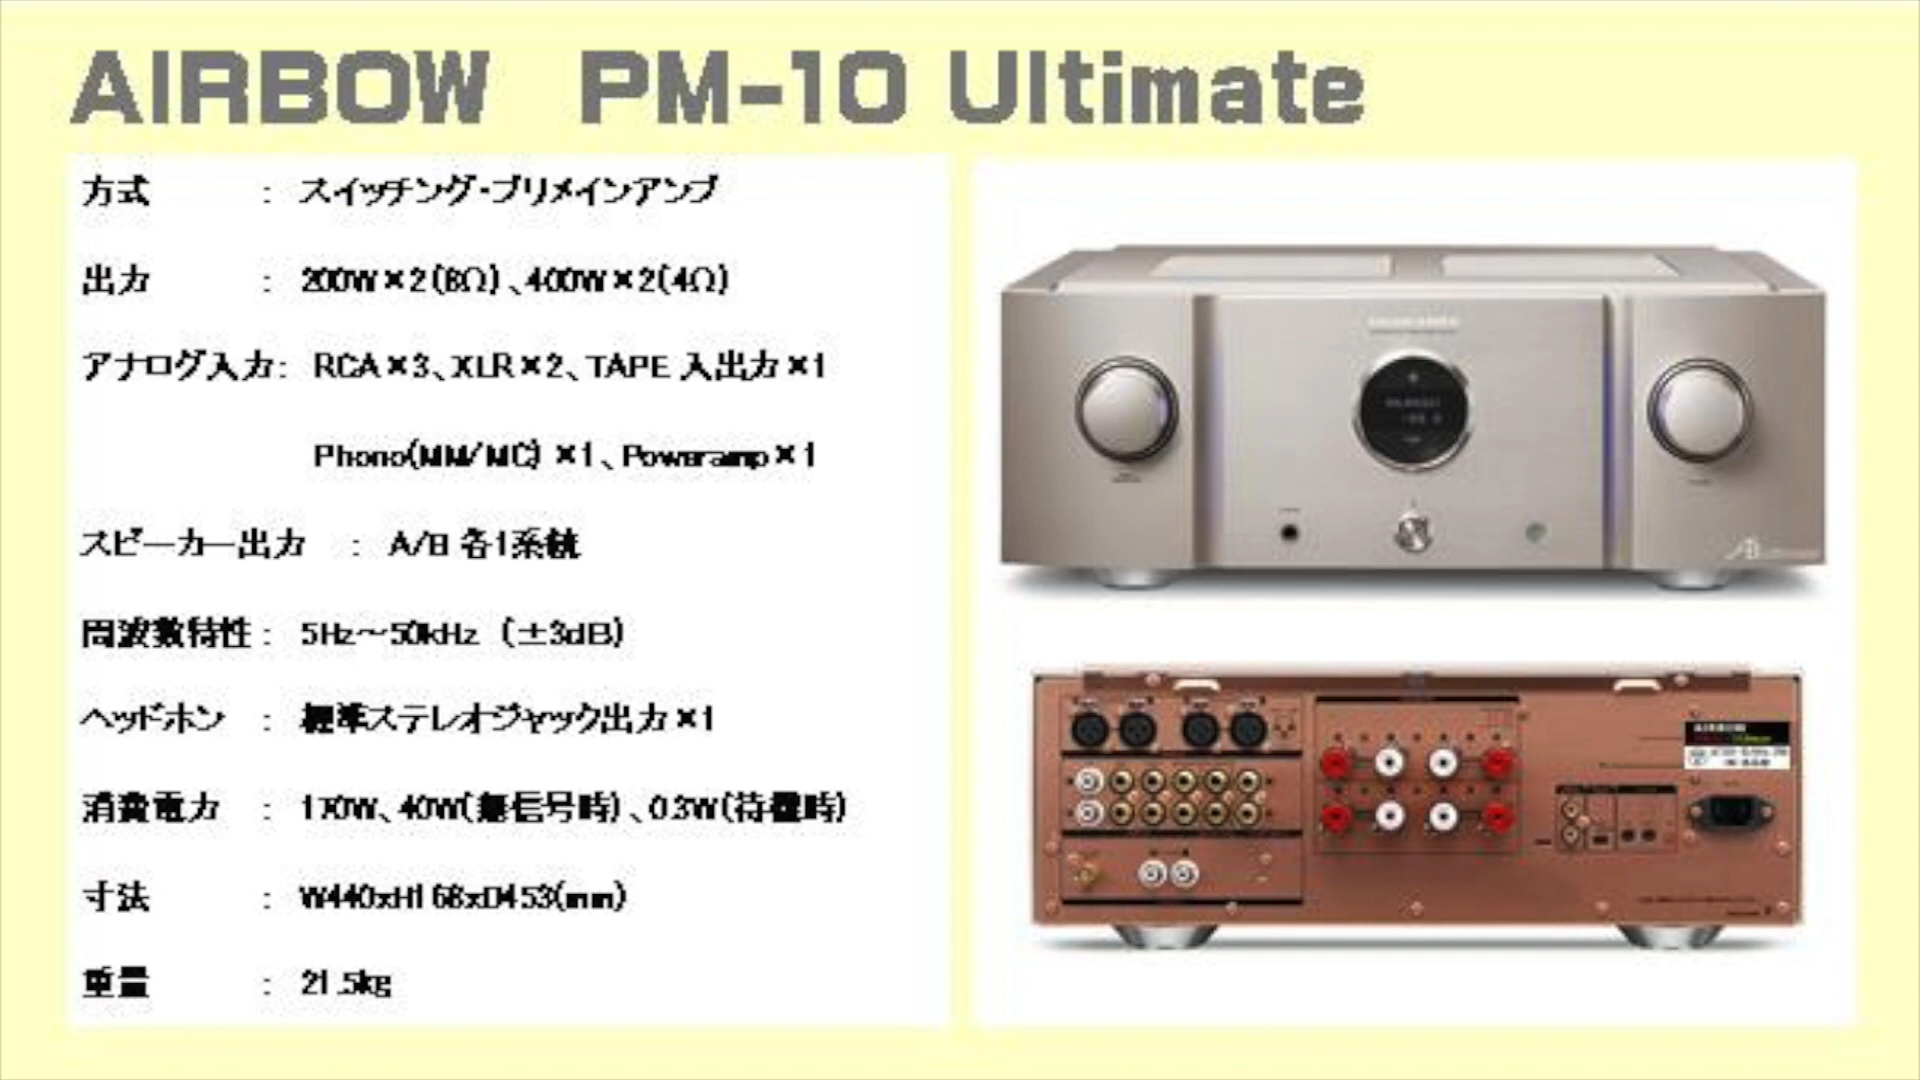 AIRBOW PM-10 Ultimate
方式 : スイッチング・プリメインアンプ
出力 : 200W×2(8Ω)、400W×2(4Ω)
アナログ入力: RCA×3、XLR×2、TAPE 入出力×1
Phono(MM/MC) ×1、Poweramp×1
スピーカー出力 : A/B 各1系統
周波数特性 : 5Hz～50kHz (±3dB)
ヘッドホン : 標準ステレオジャック出力×1
消費電力 : 170W、40W(無信号時)、0.3W(待機時)
寸法 : W440xH168xD453(mm)
重量 : 21.5kg
AIRBOW